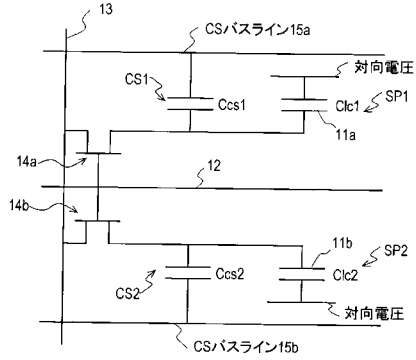 13
CSバスライン15a
対向電圧
CS1
Ccs1
Clc1
SP1
11a
14a
12
14b
11b
SP2
CS2
Ccs2
Clc2
対向電圧
CSバスライン15b